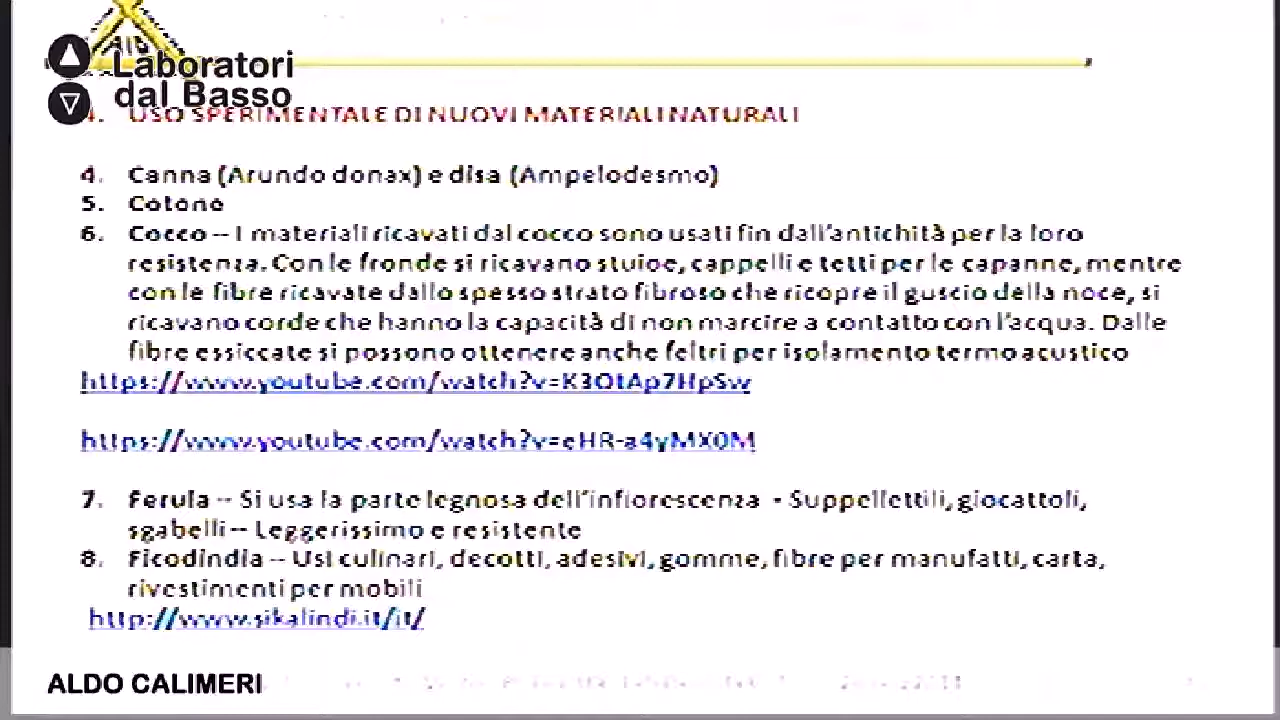 Laboratori
dal Basso
USO SPERIMENTALE DI NUOVI MATERIALI NATURALI
4. Canna (Arundo donax) e disa (Ampelodesmo)
5. Cotone
6. Cocco – I materiali ricavati dal cocco sono usati fin dall'antichità per la loro
resistenza. Con le fronde si ricavano stuoie, cappelli e tetti per le capanne, mentre
con le fibre ricavate dallo spesso strato fibroso che ricopre il guscio della noce, si
ricavano corde che hanno la capacità di non marcire a contatto con l'acqua. Dalle
fibre essiccate si possono ottenere anche feltri per isolamento termoacustico
https://www.youtube.com/watch?v=K3OtAp7HpSw
https://www.youtube.com/watch?v=eHR-a4yMX0M
7. Ferula – Si usa la parte legnosa dell'infiorescenza - Suppellettili, giocattoli,
sgabelli – Leggerissimo e resistente
8. Ficodindia – Usi culinari, decotti, adesivi, gomme, fibre per manufatti, carta,
rivestimenti per mobili
http://www.sikalindi.it/it/
ALDO CALIMERI